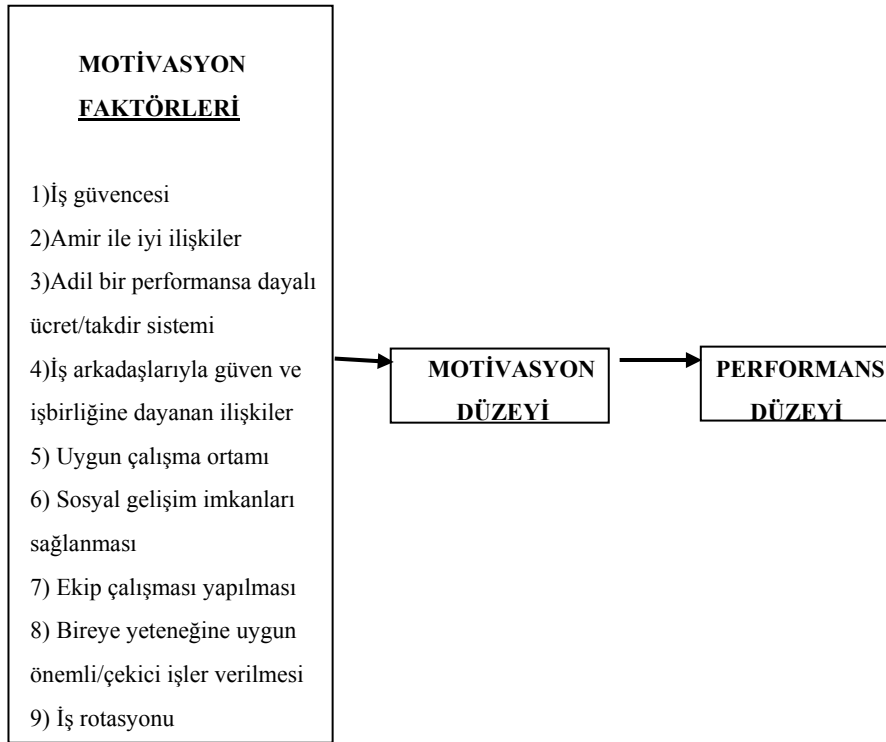 MOTİVASYON
FAKTÖRLERİ
1)İş güvencesi
2)Amir ile iyi ilişkiler
3)Adil bir performansa dayalı
ücret/takdir sistemi
4)İş arkadaşlarıyla güven ve
işbirliğine dayanan ilişkiler
5) Uygun çalışma ortamı
6) Sosyal gelişim imkanları
sağlanması
7) Ekip çalışması yapılması
8) Bireye yeteneğine uygun
önemli/çekici işler verilmesi
9) İş rotasyonu
MOTİVASYON
DÜZEYİ
PERFORMANS
DÜZEYİ